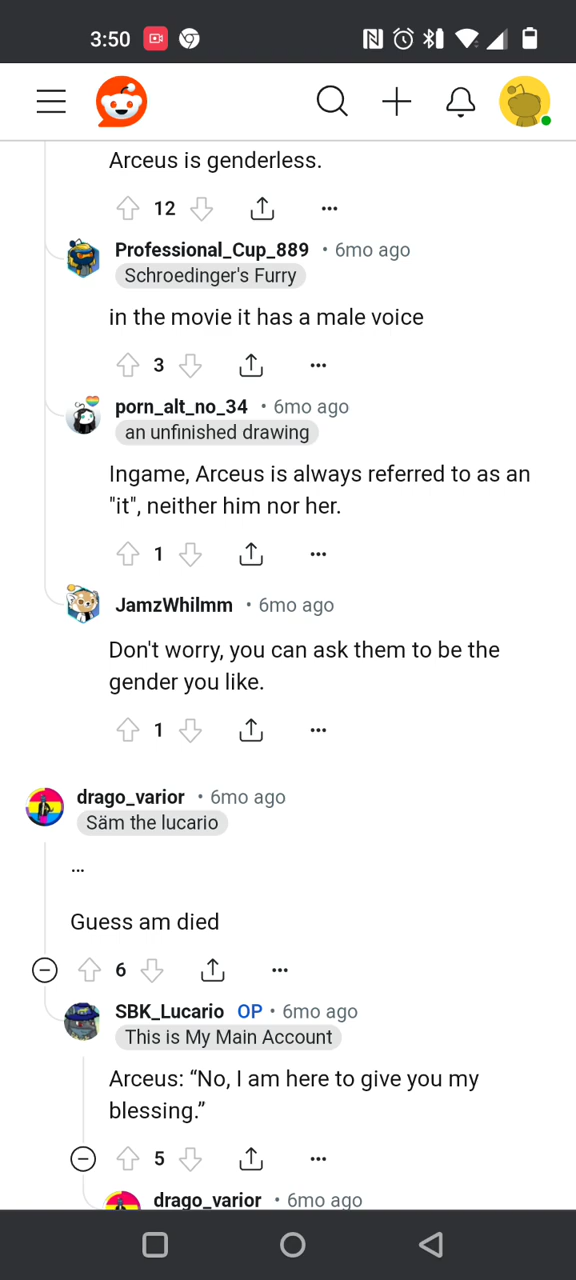 3:50
Arceus is genderless.
12
Professional_Cup_889 • 6mo ago
Schroedinger's Furry
in the movie it has a male voice
3
porn_alt_no_34 • 6mo ago
an unfinished drawing
Ingame, Arceus is always referred to as an
"it", neither him nor her.
1
JamzWhilmm • 6mo ago
Don't worry, you can ask them to be the
gender you like.
1
drago_varior • 6mo ago
Säm the lucario
...
Guess am died
6
SBK_Lucario OP • 6mo ago
This is My Main Account
Arceus: “No, I am here to give you my
blessing.”
5
drago_varior • 6mo ago